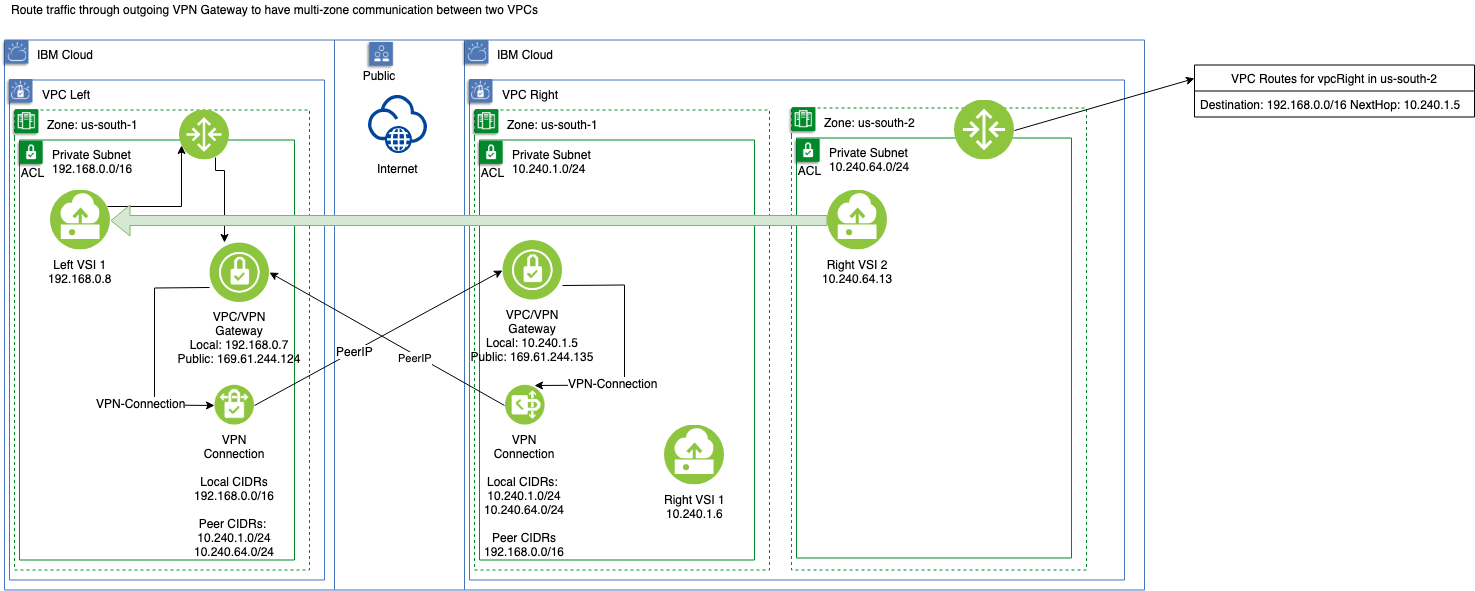 Route traffic through outgoing VPN Gateway to have multi-zone communication between two VPCs
IBM Cloud
VPC Left
Zone: us-south-1
ACL
Private Subnet
192.168.0.0/16
Left VSI 1
192.168.0.8
VPC/VPN
Gateway
Local: 192.168.0.7
Public: 169.61.244.124
VPN-Connection
VPN
Connection
Local CIDRs
192.168.0.0/16
Peer CIDRs:
10.240.1.0/24
10.240.64.0/24
Public
Internet
PeerIP
PeerIP
IBM Cloud
VPC Right
Zone: us-south-1
ACL
Private Subnet
10.240.1.0/24
VPC/VPN
Gateway
Local: 10.240.1.5
Public: 169.61.244.135
VPN-Connection
VPN
Connection
Local CIDRs:
10.240.1.0/24
10.240.64.0/24
Peer CIDRs
192.168.0.0/16
Right VSI 1
10.240.1.6
Zone: us-south-2
ACL
Private Subnet
10.240.64.0/24
Right VSI 2
10.240.64.13
VPC Routes for vpcRight in us-south-2
Destination: 192.168.0.0/16 NextHop: 10.240.1.5